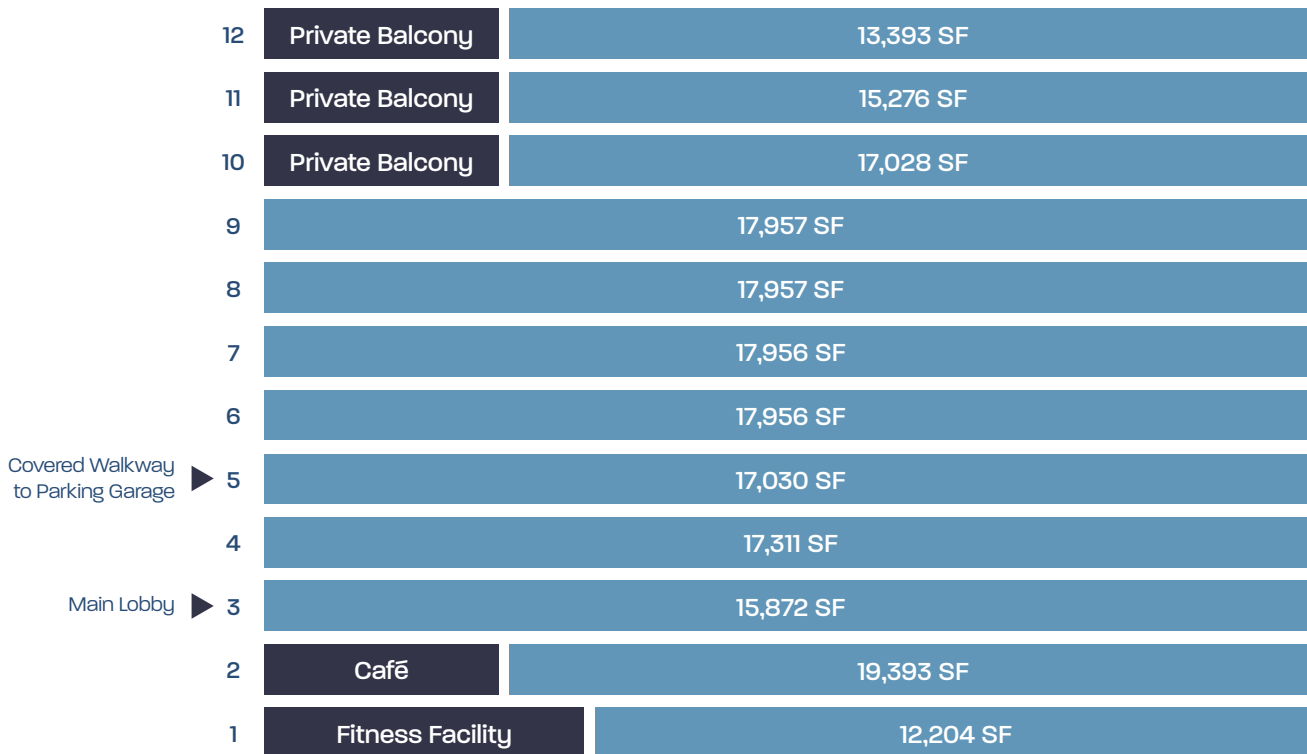 12 Private Balcony 13,393 SF
11 Private Balcony 15,276 SF
10 Private Balcony 17,028 SF
9 17,957 SF
8 17,957 SF
7 17,956 SF
6 17,956 SF
Covered Walkway
to Parking Garage
5 17,030 SF
4 17,311 SF
Main Lobby 3 15,872 SF
2 Café 19,393 SF
1 Fitness Facility 12,204 SF